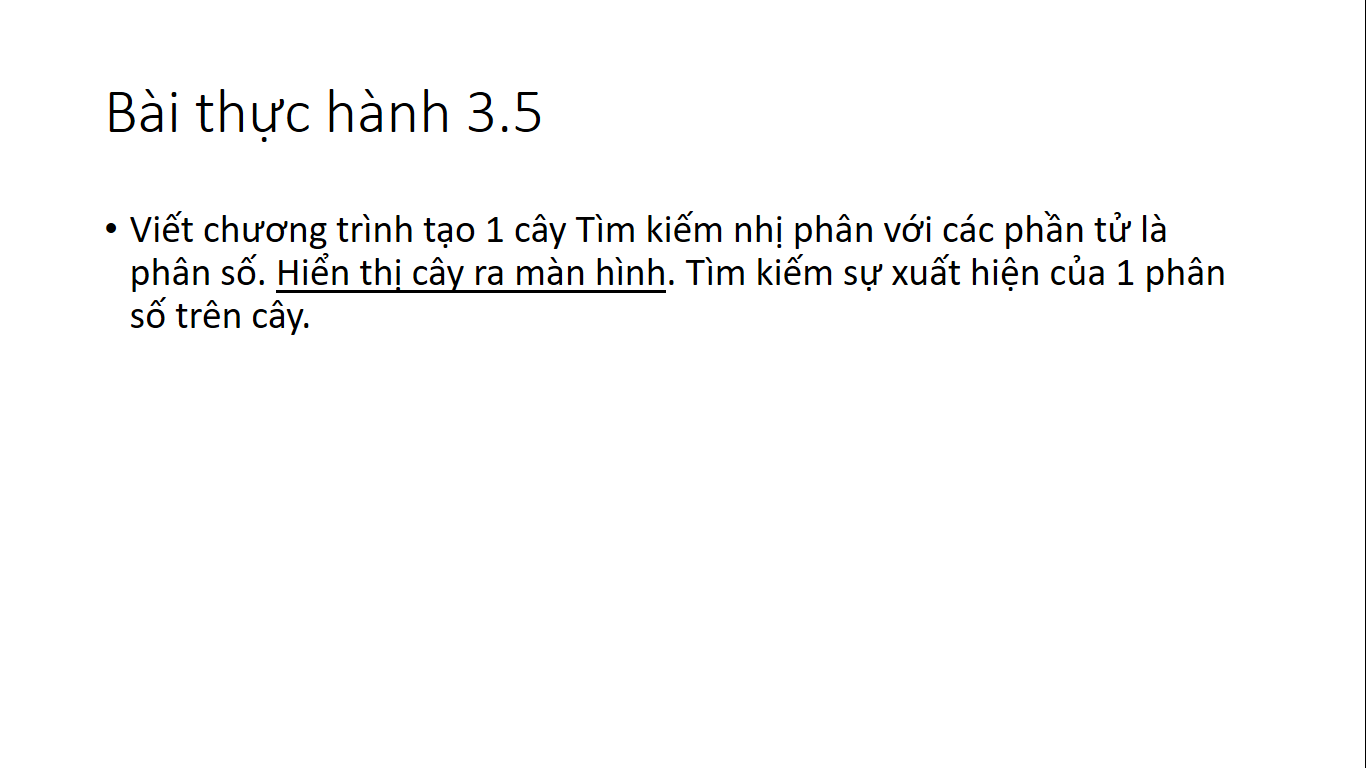 Bài thực hành 3.5
• Viết chương trình tạo 1 cây Tìm kiếm nhị phân với các phần tử là
phân số. Hiển thị cây ra màn hình. Tìm kiếm sự xuất hiện của 1 phân
số trên cây.